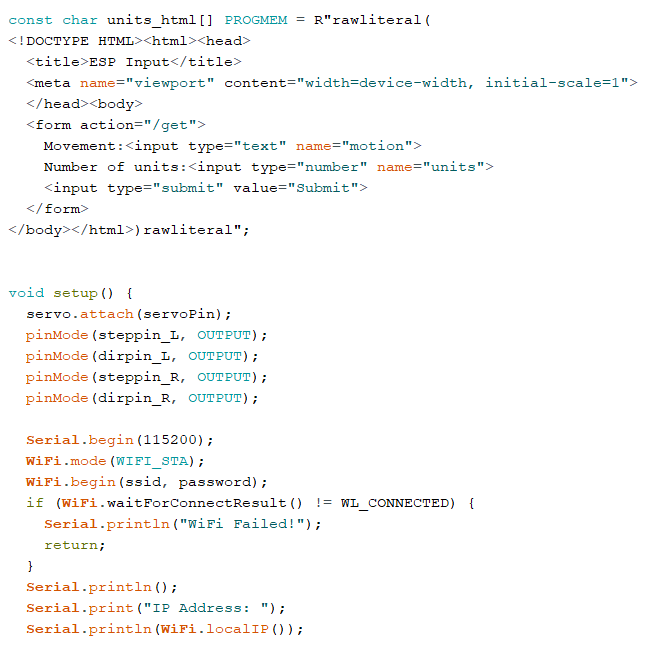 const char units_html[] PROGMEM = R"rawliteral(
<!DOCTYPE HTML><html><head>
  <title>ESP Input</title>
  <meta name="viewport" content="width=device-width, initial-scale=1">
  </head><body>
  <form action="/get">
    Movement:<input type="text" name="motion">
    Number of units:<input type="number" name="units">
    <input type="submit" value="Submit">
  </form>
</body></html>)rawliteral";


void setup() {
  servo.attach(servoPin);
  pinMode(steppin_L, OUTPUT);
  pinMode(dirpin_L, OUTPUT);
  pinMode(steppin_R, OUTPUT);
  pinMode(dirpin_R, OUTPUT);

  Serial.begin(115200);
  WiFi.mode(WIFI_STA);
  WiFi.begin(ssid, password);
  if (WiFi.waitForConnectResult() != WL_CONNECTED) {
    Serial.println("WiFi Failed!");
    return;
  }
  Serial.println();
  Serial.print("IP Address: ");
  Serial.println(WiFi.localIP());